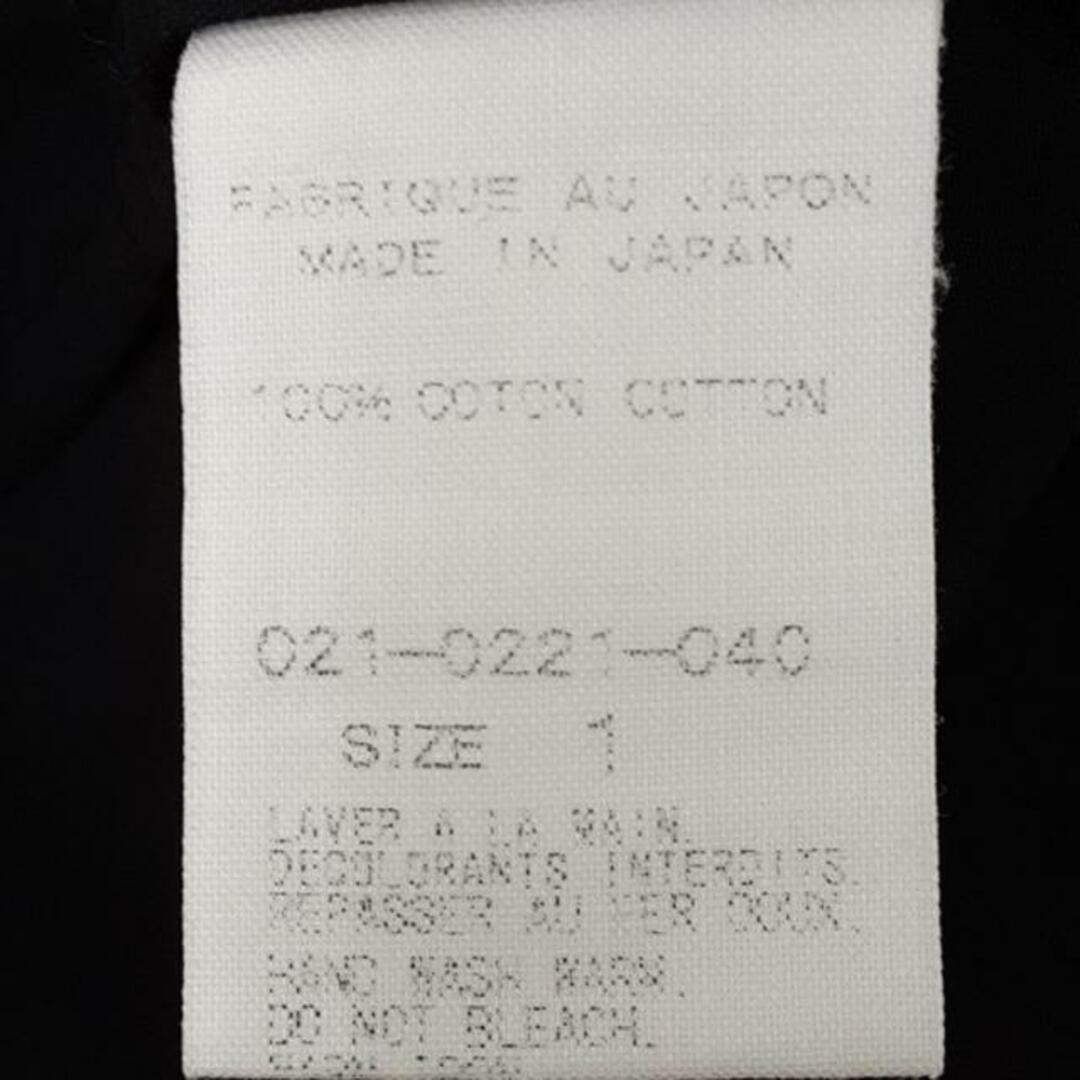 FABRIQUE AU JAPON
MADE IN JAPAN
100% COTON COTTON
021-0221-040
SIZE 1
LAVER A LA MAIN.
DECOLORANTS INTERDITS.
REPASSER AU FER DOUX.
HAND WASH WARM.
DO NOT BLEACH.